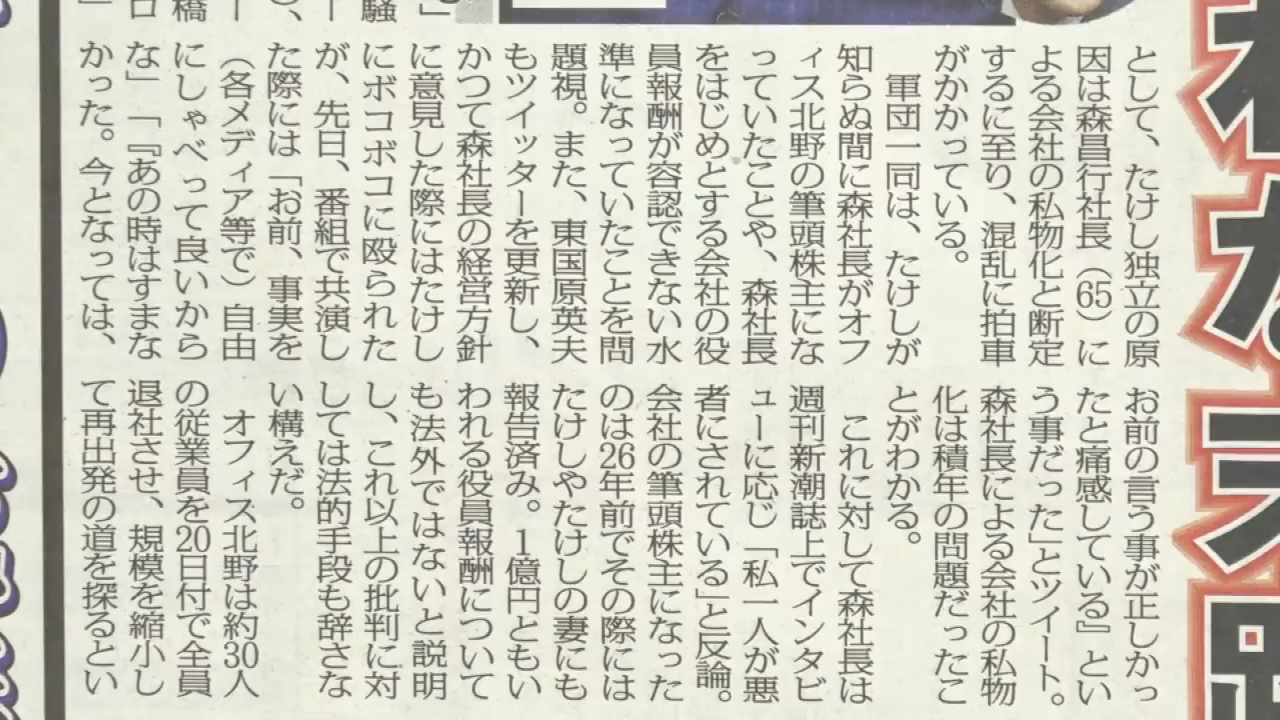 として、たけし独立の原
因は森昌行社長（65）に
よる会社の私物化と断定
するに至り、混乱に拍車
がかかっている。
軍団一同は、たけしが
知らぬ間に森社長がオフ
ィス北野の筆頭株主にな
っていたことや、森社長
をはじめとする会社の役
員報酬が容認できない水
準になっていたことを問
題視。また、東国原英夫
もツイッターを更新し、
かつて森社長の経営方針
に意見した際にはたけし
にボコボコに殴られた
が、先日、番組で共演し
た際には「お前、事実を
（各メディア等で）自由
にしゃべって良いから
な」「『あの時はすまな
かった。今となっては、
お前の言う事が正しかっ
たと痛感している』とい
う事だった」とツイート。
森社長による会社の私物
化は積年の問題だったこ
とがわかる。
これに対して森社長は
週刊新潮誌上でインタビ
ューに応じ「私一人が悪
者にされている」と反論。
会社の筆頭株主になった
のは26年前でその際には
たけしやたけしの妻にも
報告済み。1億円ともい
われる役員報酬について
も法外ではないと説明
し、これ以上の批判に対
しては法的手段も辞さな
い構えだ。
オフィス北野は約30人
の従業員を20日付で全員
退社させ、規模を縮小し
て再出発の道を探るとい